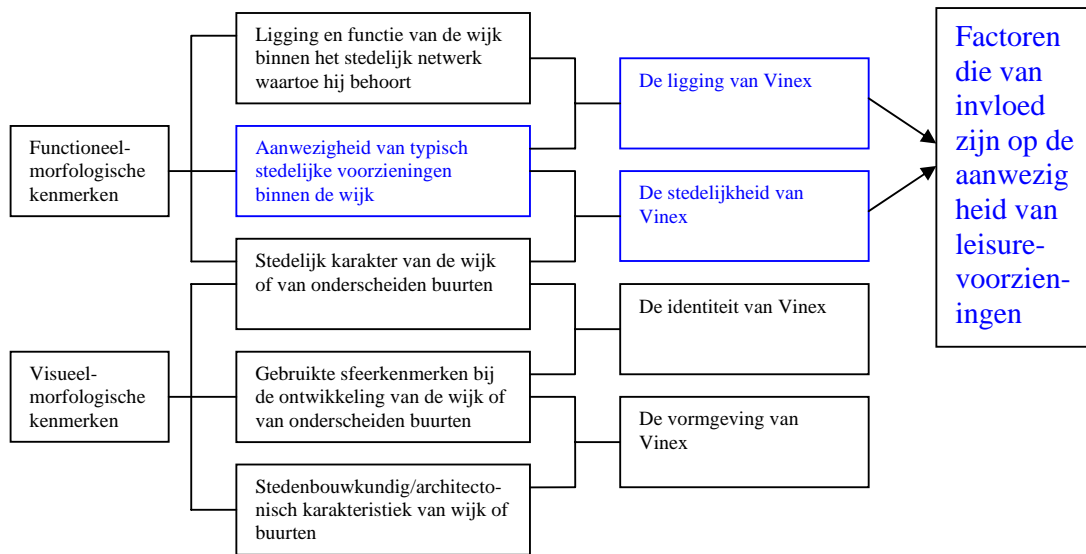 Functioneel-
morfologische
kenmerken
Visueel-
morfologische
kenmerken
Ligging en functie van de wijk
binnen het stedelijk netwerk
waartoe hij behoort
Aanwezigheid van typisch
stedelijke voorzieningen
binnen de wijk
Stedelijk karakter van de wijk
of van onderscheiden buurten
Gebruikte sfeerkenmerken bij
de ontwikkeling van de wijk of
van onderscheiden buurten
Stedenbouwkundig/architecto-
nisch karakteristiek van wijk of
buurten
De ligging van Vinex
De stedelijkheid van
Vinex
De identiteit van Vinex
De vormgeving van
Vinex
Factoren
die van
invloed
zijn op de
aanwezig
heid van
leisure-
voorzien-
ingen